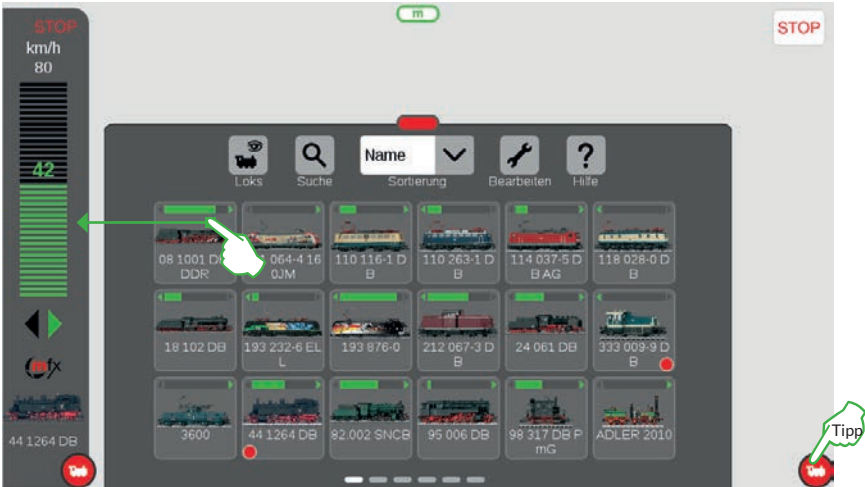 STOP
km/h
80
42
mfx
44 1264 DB
m
STOP
Name
Loks
Suche
Sortierung
Bearbeiten
Hilfe
08 1001 D
DDR
064-4 16
0JM
110 116-1 D
B
110 263-1 D
B
114 037-5 D
B AG
118 028-0 D
B
18 102 DB
193 232-6 EL
L
193 876-0
212 067-3 D
B
24 061 DB
333 009-9 D
B
3600
44 1264 DB
82.002 SNCB
95 006 DB
98 317 DB P
mG
ADLER 2010
?
Tipp